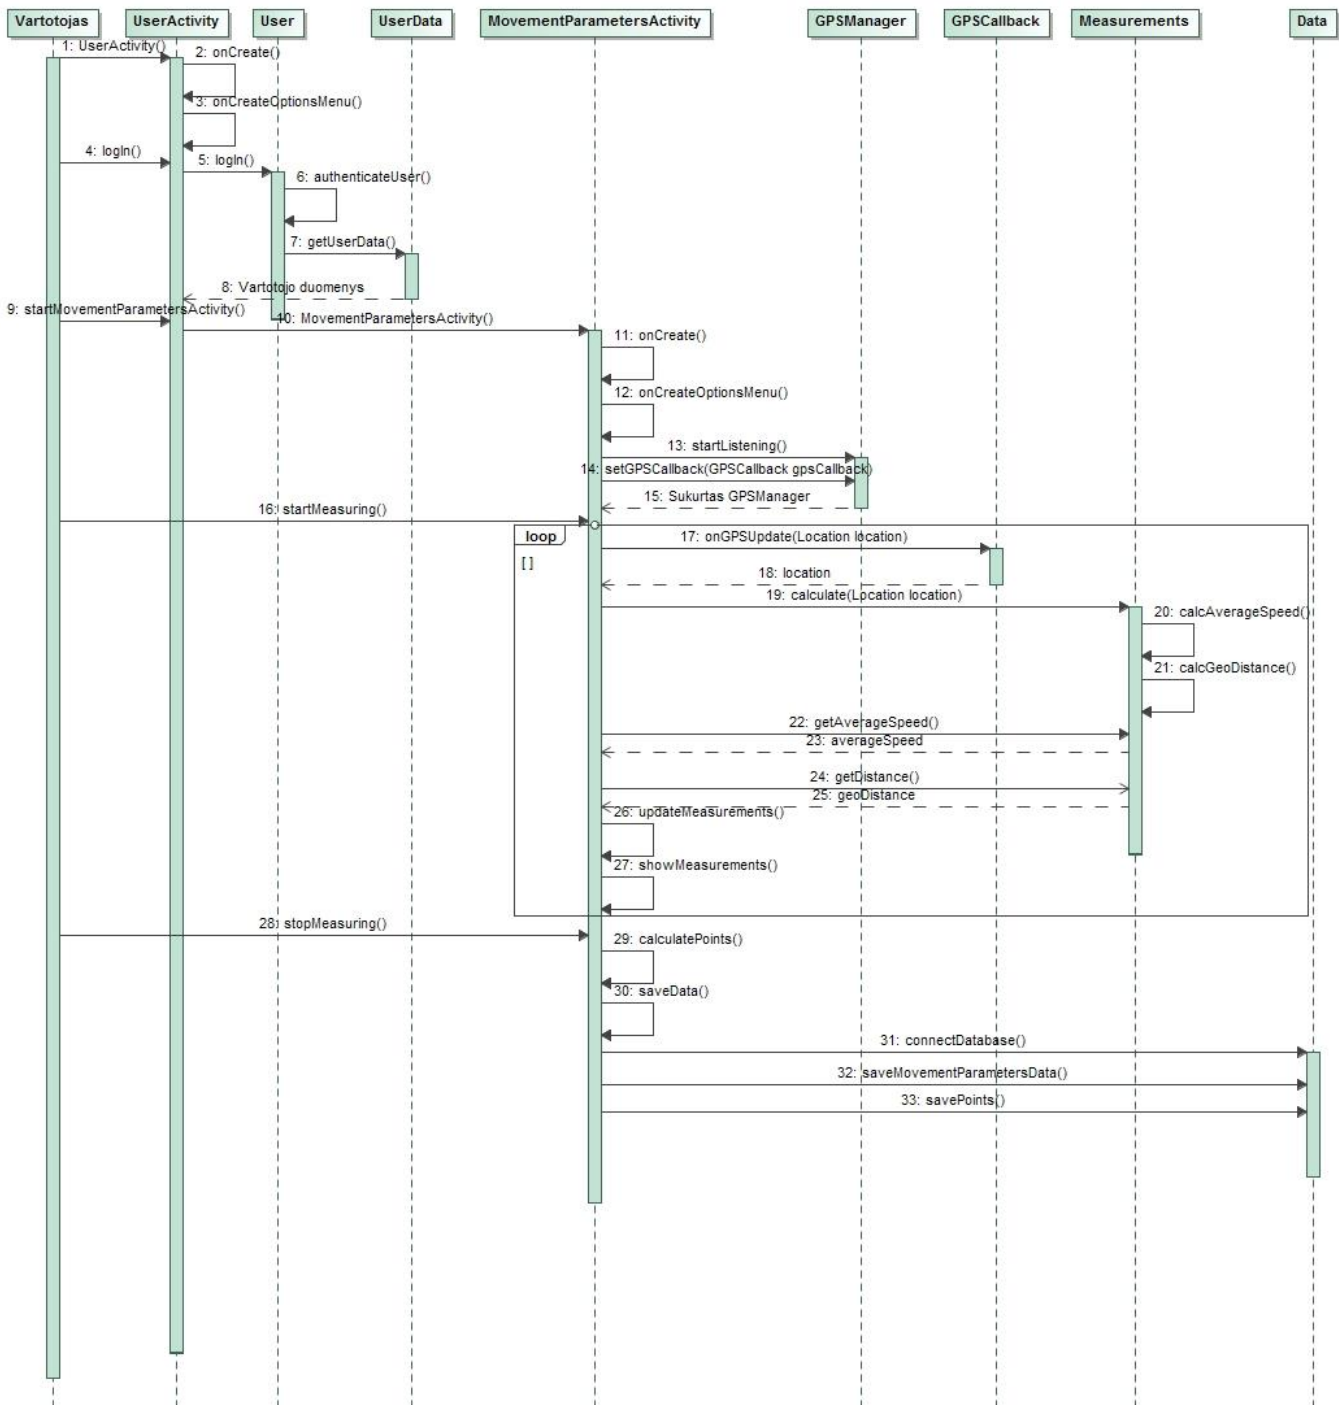 Vartotojas
UserActivity
User
UserData
MovementParametersActivity
GPSManager
GPSCallback
Measurements
Data
1: UserActivity()
2: onCreate()
3: onCreateOptionsMenu()
4: logIn()
5: logIn()
6: authenticateUser()
7: getUserData()
8: Vartotojo duomenys
9: startMovementParametersActivity()
10: MovementParametersActivity()
11: onCreate()
12: onCreateOptionsMenu()
13: startListening()
14: setGPSCallback(GPSCallback gpsCallback)
15: Sukurtas GPSManager
16: startMeasuring()
loop
[ ]
17: onGPSUpdate(Location location)
18: location
19: calculate(Location location)
20: calcAverageSpeed()
21: calcGeoDistance()
22: getAverageSpeed()
23: averageSpeed
24: getDistance()
25: geoDistance
26: updateMeasurements()
27: showMeasurements()
28: stopMeasuring()
29: calculatePoints()
30: saveData()
31: connectDatabase()
32: saveMovementParametersData()
33: savePoints()